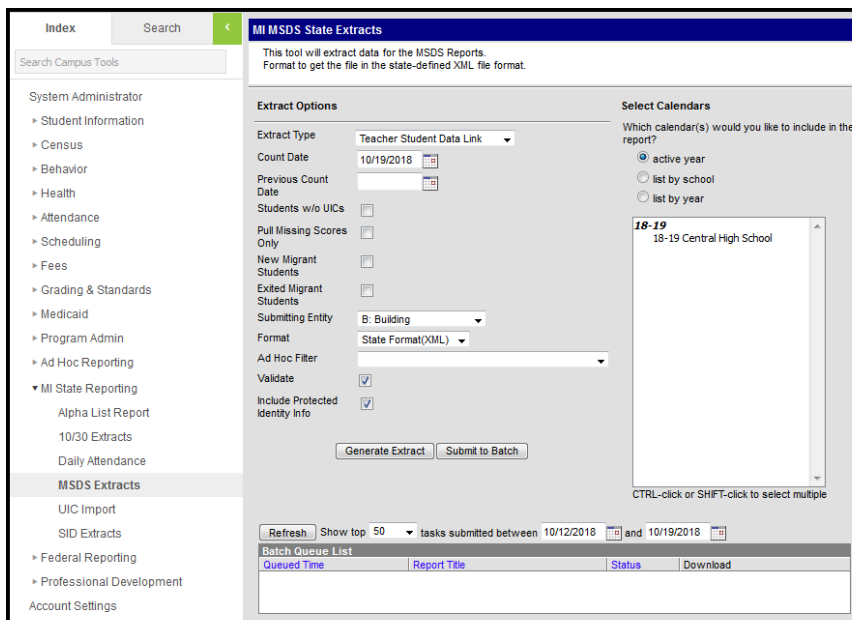 Index
Search
<
Search Campus Tools
System Administrator
Student Information
Census
Behavior
Health
Attendance
Scheduling
Fees
Grading & Standards
Medicaid
Program Admin
Ad Hoc Reporting
MI State Reporting
Alpha List Report
10/30 Extracts
Daily Attendance
MSDS Extracts
UIC Import
SID Extracts
Federal Reporting
Professional Development
Account Settings
MI MSDS State Extracts
This tool will extract data for the MSDS Reports.
Format to get the file in the state-defined XML file format.
Extract Options
Extract Type
Teacher Student Data Link
Count Date
10/19/2018
Previous Count
Date
Students w/o UICs
Pull Missing Scores
Only
New Migrant
Students
Exited Migrant
Students
Submitting Entity
B: Building
Format
State Format(XML)
Ad Hoc Filter
Validate
Include Protected
Identity Info
Generate Extract
Submit to Batch
Select Calendars
Which calendar(s) would you like to include in the
report?
active year
list by school
list by year
18-19
18-19 Central High School
CTRL-click or SHIFT-click to select multiple
Refresh Show top 50 tasks submitted between 10/12/2018 and 10/19/2018
Batch Queue List
Queued Time Report Title Status Download